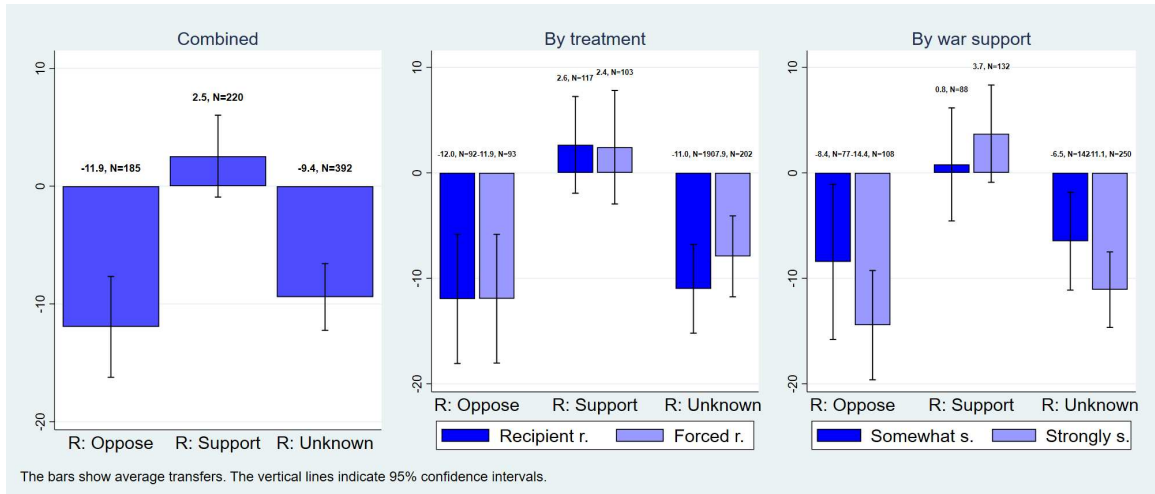 Combined
10
0
-10
-20
-11.9, N=185
2.5, N=220
-9.4, N=392
R: Oppose
R: Support
R: Unknown
By treatment
10
0
-10
-20
-12.0, N=92
-11.9, N=93
2.6, N=117
2.4, N=103
-11.0, N=190
7.9, N=202
R: Oppose
R: Support
R: Unknown
Recipient r.
Forced r.
By war support
10
0
-10
-20
-8.4, N=77
-14.4, N=108
0.8, N=88
3.7, N=132
-6.5, N=142
-11.1, N=250
R: Oppose
R: Support
R: Unknown
Somewhat s.
Strongly s.
The bars show average transfers. The vertical lines indicate 95% confidence intervals.